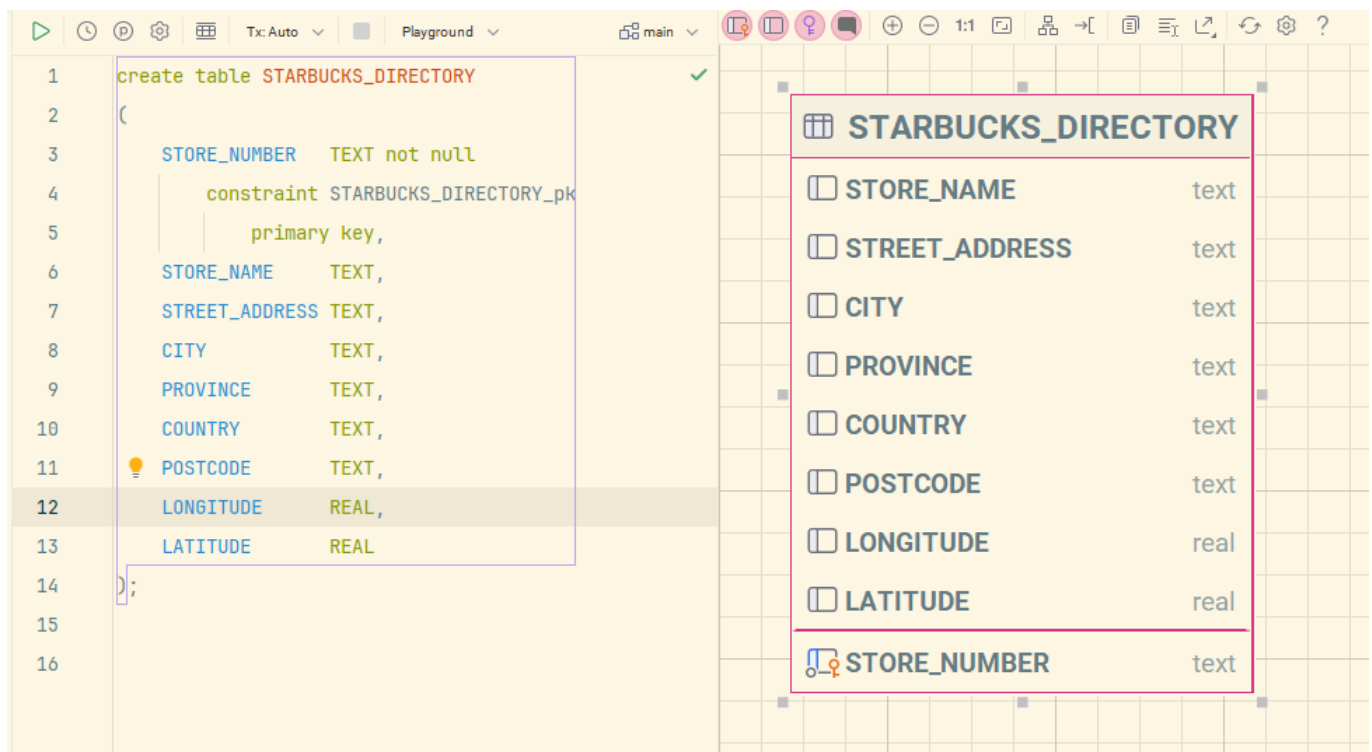 Tx: Auto
Playground
main
1:1
?
1 create table STARBUCKS_DIRECTORY
2 (
3 STORE_NUMBER TEXT not null
4 constraint STARBUCKS_DIRECTORY_pk
5 primary key,
6 STORE_NAME TEXT,
7 STREET_ADDRESS TEXT,
8 CITY TEXT,
9 PROVINCE TEXT,
10 COUNTRY TEXT,
11 POSTCODE TEXT,
12 LONGITUDE REAL,
13 LATITUDE REAL
14 );
15
16
STARBUCKS_DIRECTORY
STORE_NAME text
STREET_ADDRESS text
CITY text
PROVINCE text
COUNTRY text
POSTCODE text
LONGITUDE real
LATITUDE real
STORE_NUMBER text